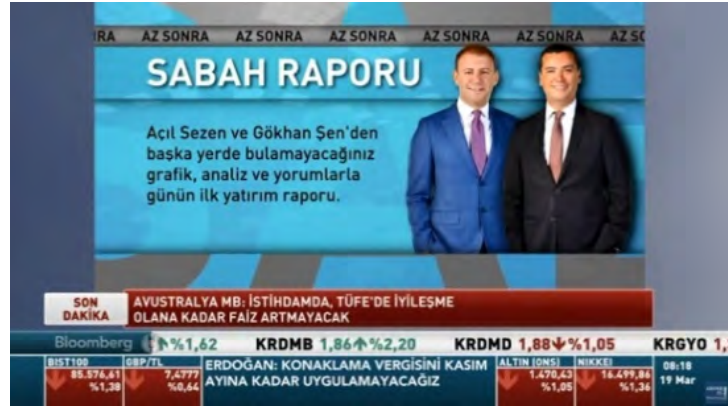 RA AZ SONRA AZ SONRA AZ SONRA AZ SONRA AZ SONRA AZ SO
SABAH RAPORU
Açıl Sezen ve Gökhan Şen'den
başka yerde bulamayacağınız
grafik, analiz ve yorumlarla
günün ilk yatırım raporu.
SON
DAKİKA
AVUSTRALYA MB: İSTİHDAMDA, TÜFE'DE İYİLEŞME
OLANA KADAR FAİZ ARTMAYACAK
Bloomberg %1,62 KRDMB 1,86 %2,20 KRDMD 1,88 %1,05 KRGYO 1,
BIST100
85.576,61
%1,38
GBP/TL
7,4777
%0,64
ERDOĞAN: KONAKLAMA VERGİSİNİ KASIM
AYINA KADAR UYGULAMAYACAĞIZ
ALTIN (ONS)
1.470,43
%1,05
NIKKEI
16.499,86
%1,36
08:18
19 Mar